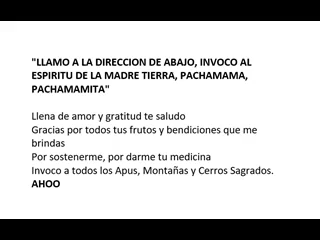 "LLAMO A LA DIRECCION DE ABAJO, INVOCO AL
ESPIRITU DE LA MADRE TIERRA, PACHAMAMA,
PACHAMAMITA"
Llena de amor y gratitud te saludo
Gracias por todos tus frutos y bendiciones que me
brindas
Por sostenerme, por darme tu medicina
Invoco a todos los Apus, Montañas y Cerros Sagrados.
AHOO